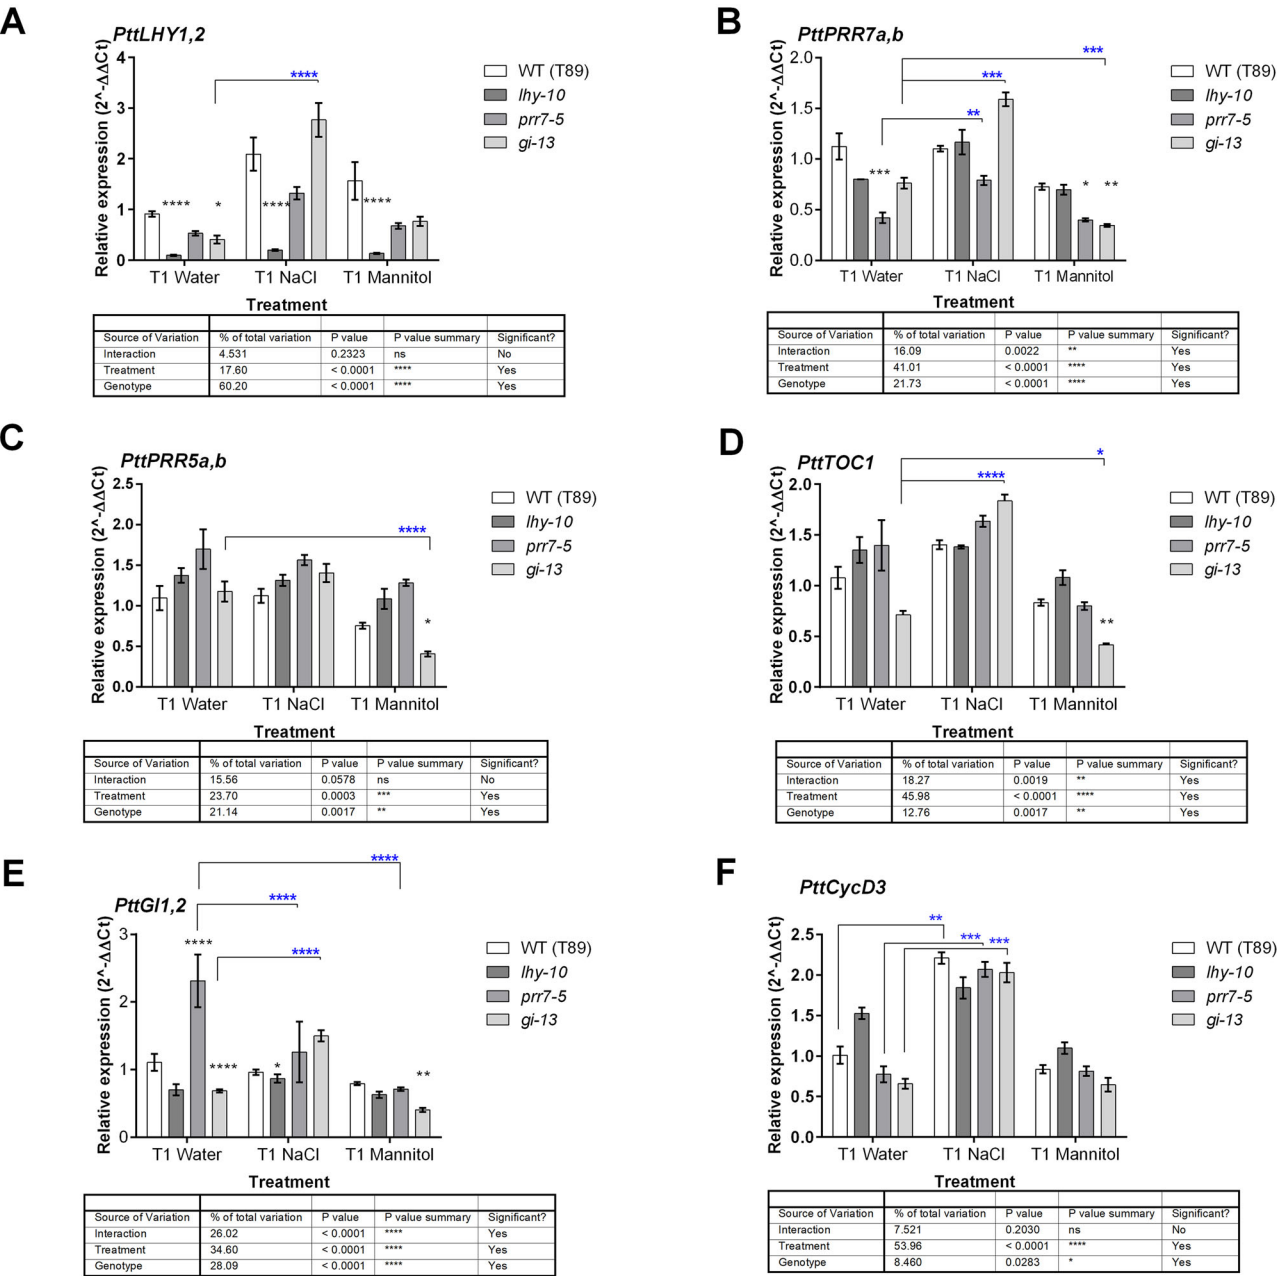 A
PttLHY1,2
Relative expression (2^-ΔΔCt)
4
3
2
1
0
****
*
****
****
****
WT (T89)
lhy-10
prr7-5
gi-13
T1 Water T1 NaCl T1 Mannitol
Treatment
Source of Variation % of total variation P value P value summary Significant?
Interaction 4.531 0.2323 ns No
Treatment 17.60 < 0.0001 **** Yes
Genotype 60.20 < 0.0001 **** Yes
B
PttPRR7a,b
Relative expression (2^-ΔΔCt)
2.0
1.5
1.0
0.5
0.0
***
***
**
***
*
**
WT (T89)
lhy-10
prr7-5
gi-13
T1 Water T1 NaCl T1 Mannitol
Treatment
Source of Variation % of total variation P value P value summary Significant?
Interaction 16.09 0.0022 ** Yes
Treatment 41.01 < 0.0001 **** Yes
Genotype 21.73 < 0.0001 **** Yes
C
PttPRR5a,b
Relative expression (2^-ΔΔCt)
2.5
2.0
1.5
1.0
0.5
0.0
****
*
WT (T89)
lhy-10
prr7-5
gi-13
T1 Water T1 NaCl T1 Mannitol
Treatment
Source of Variation % of total variation P value P value summary Significant?
Interaction 15.56 0.0578 ns No
Treatment 23.70 0.0003 *** Yes
Genotype 21.14 0.0017 ** Yes
D
PttTOC1
Relative expression (2^-ΔΔCt)
2.0
1.5
1.0
0.5
0.0
*
****
**
WT (T89)
lhy-10
prr7-5
gi-13
T1 Water T1 NaCl T1 Mannitol
Treatment
Source of Variation % of total variation P value P value summary Significant?
Interaction 18.27 0.0019 ** Yes
Treatment 45.98 < 0.0001 **** Yes
Genotype 12.76 0.0017 ** Yes
E
PttGI1,2
Relative expression (2^-ΔΔCt)
3
2
1
0
****
****
****
****
****
*
**
WT (T89)
lhy-10
prr7-5
gi-13
T1 Water T1 NaCl T1 Mannitol
Treatment
Source of Variation % of total variation P value P value summary Significant?
Interaction 26.02 < 0.0001 **** Yes
Treatment 34.60 < 0.0001 **** Yes
Genotype 28.09 < 0.0001 **** Yes
F
PttCycD3
Relative expression (2^-ΔΔCt)
2.5
2.0
1.5
1.0
0.5
0.0
**
***
***
WT (T89)
lhy-10
prr7-5
gi-13
T1 Water T1 NaCl T1 Mannitol
Treatment
Source of Variation % of total variation P value P value summary Significant?
Interaction 7.521 0.2030 ns No
Treatment 53.96 < 0.0001 **** Yes
Genotype 8.460 0.0283 * Yes